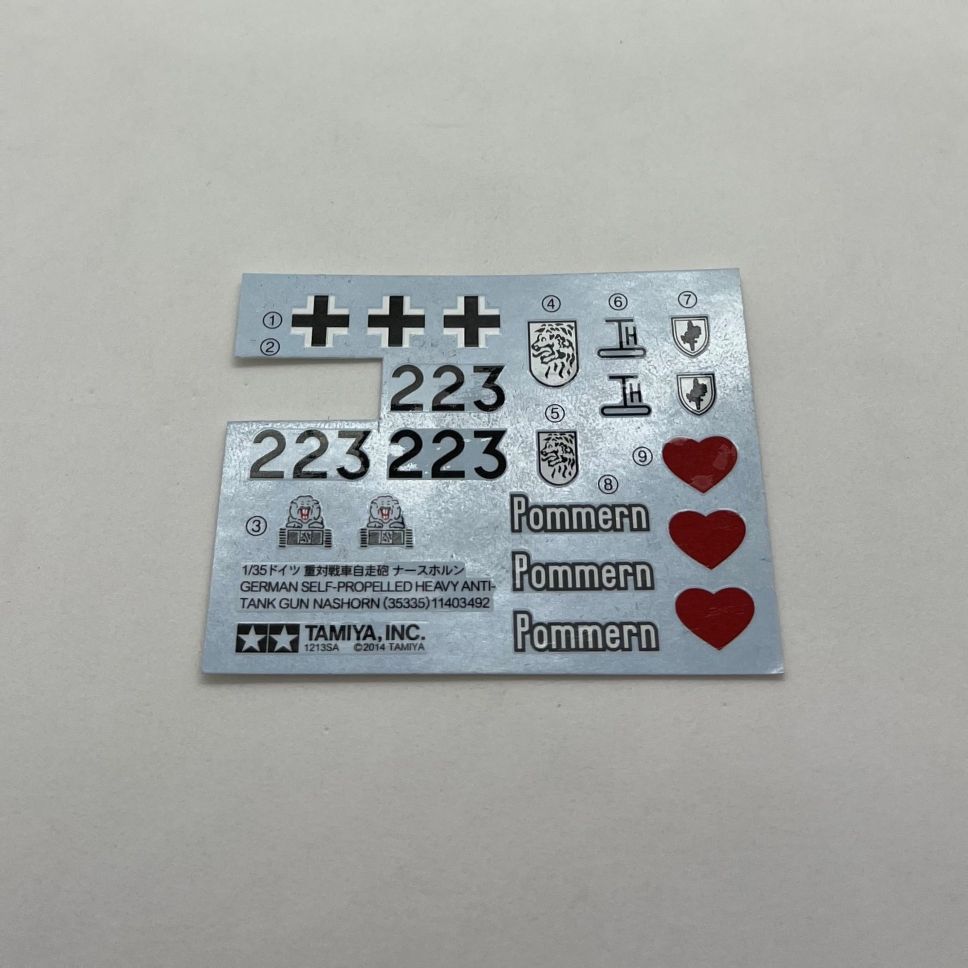 ① ④ ⑥ ⑦
②
223
⑤
223 223
⑨
⑧
Pommern
③
1/35ドイツ 重対戦車自走砲 ナースホルン
GERMAN SELF-PROPELLED HEAVY ANTI-
TANK GUN NASHORN (35335) 11403492
Pommern
TAMIYA, INC.
1213SA ©2014 TAMIYA
Pommern
TH
TH